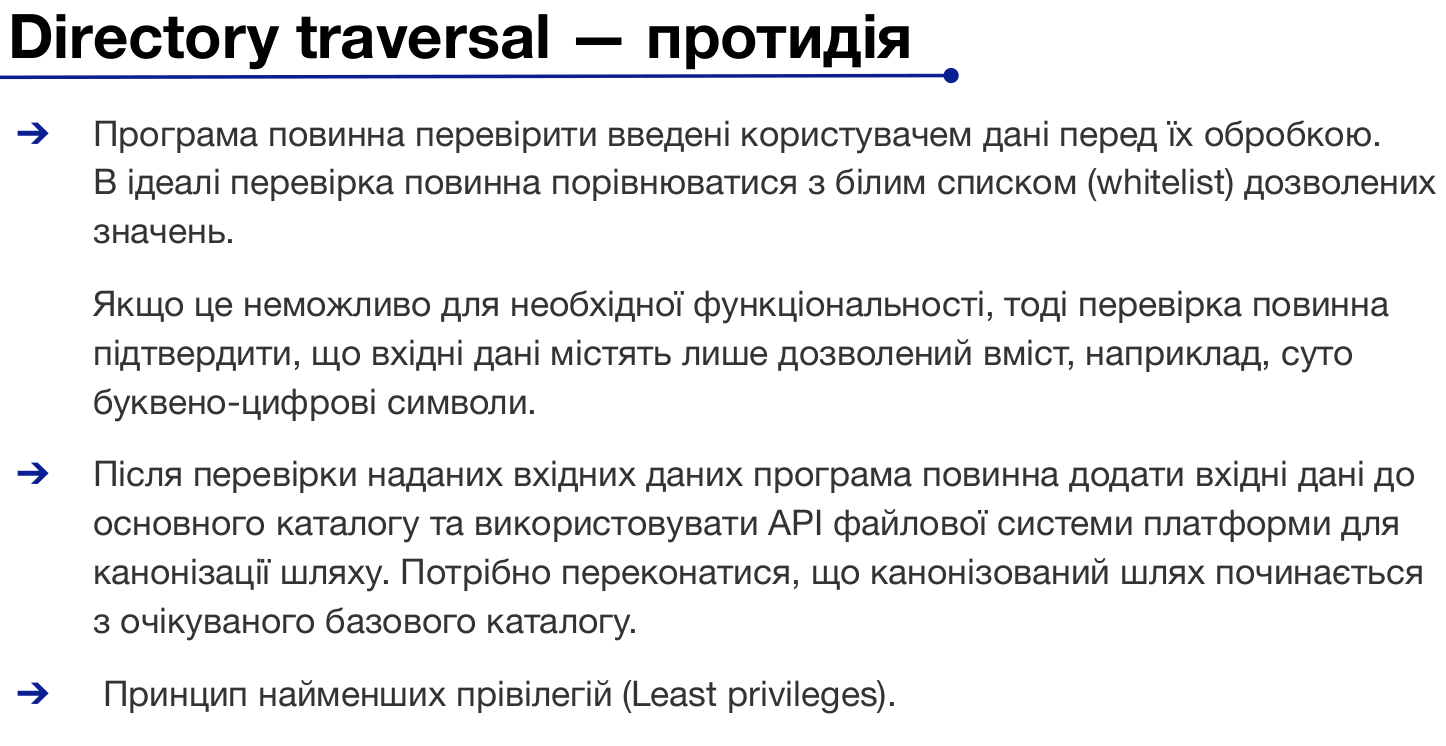 Directory traversal — протидія
➔ Програма повинна перевірити введені користувачем дані перед їх обробкою.
В ідеалі перевірка повинна порівнюватися з білим списком (whitelist) дозволених
значень.
Якщо це неможливо для необхідної функціональності, тоді перевірка повинна
підтвердити, що вхідні дані містять лише дозволений вміст, наприклад, суто
буквено-цифрові символи.
➔ Після перевірки наданих вхідних даних програма повинна додати вхідні дані до
основного каталогу та використовувати API файлової системи платформи для
канонізації шляху. Потрібно переконатися, що канонізований шлях починається
з очікуваного базового каталогу.
➔ Принцип найменших прівілегій (Least privileges).